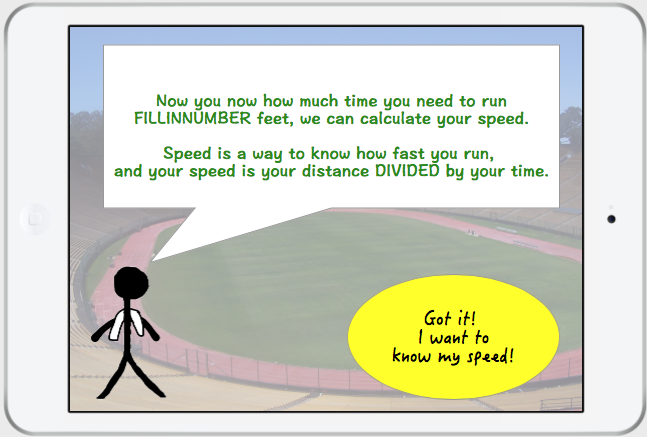 Now you now how much time you need to run
FILLINNUMBER feet, we can calculate your speed.
Speed is a way to know how fast you run,
and your speed is your distance DIVIDED by your time.
Got it!
I want to
know my speed!